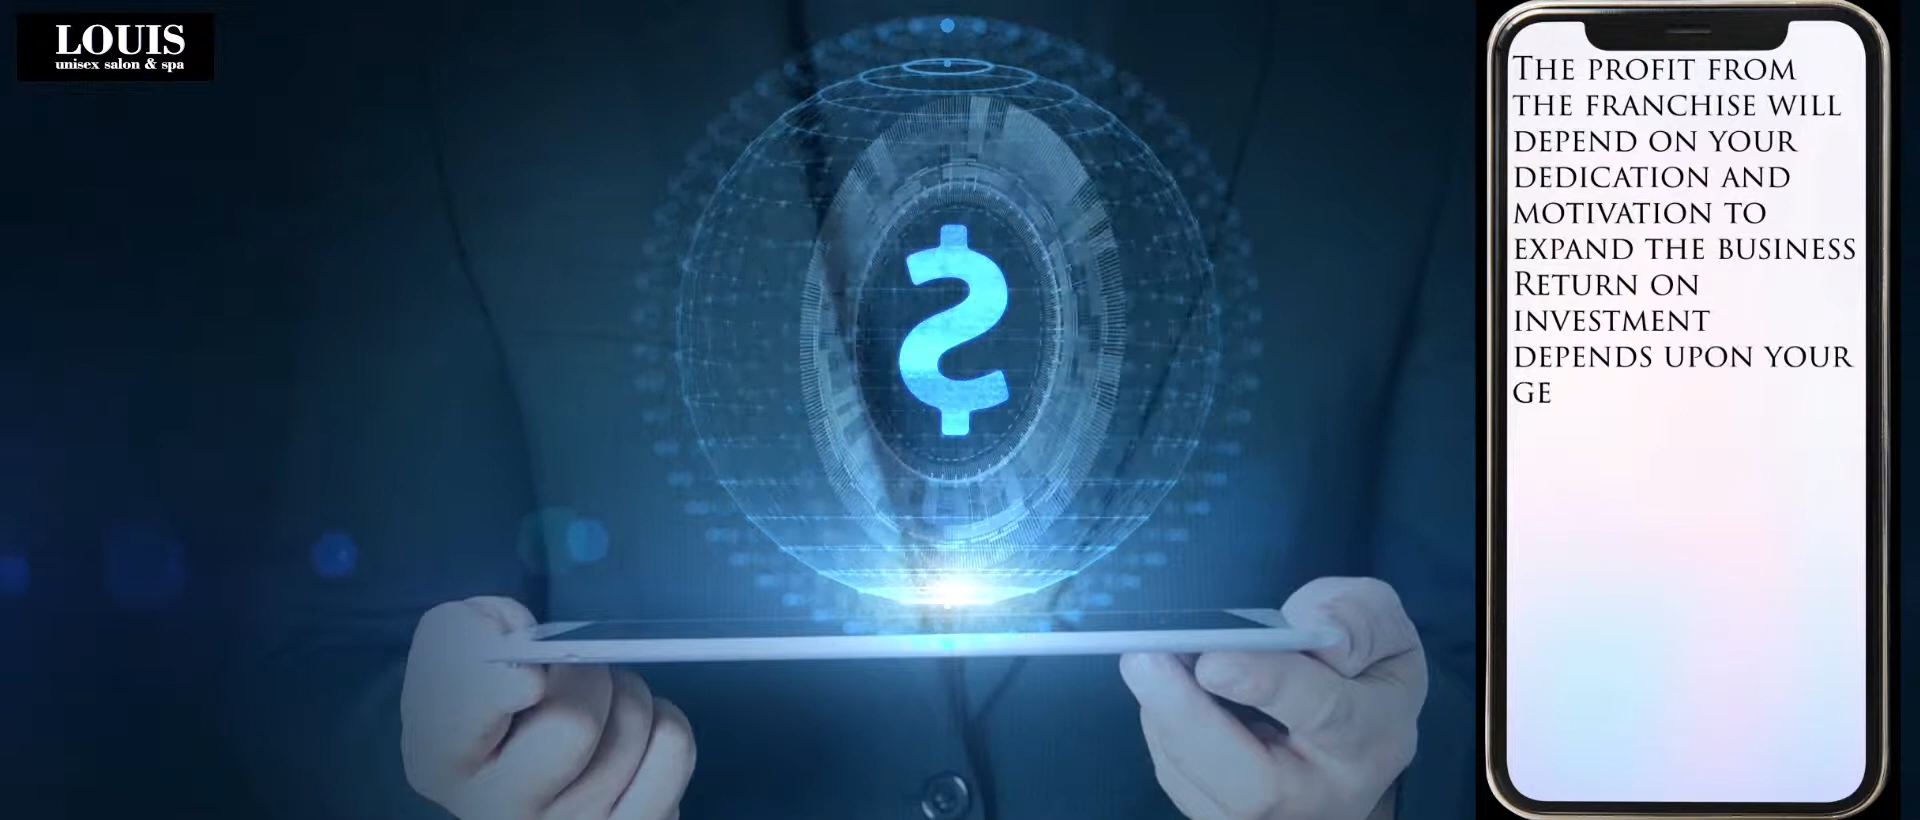 LOUIS
unisex salon & spa
The profit from
the franchise will
depend on your
dedication and
motivation to
expand the business
Return on
investment
depends upon your
ge